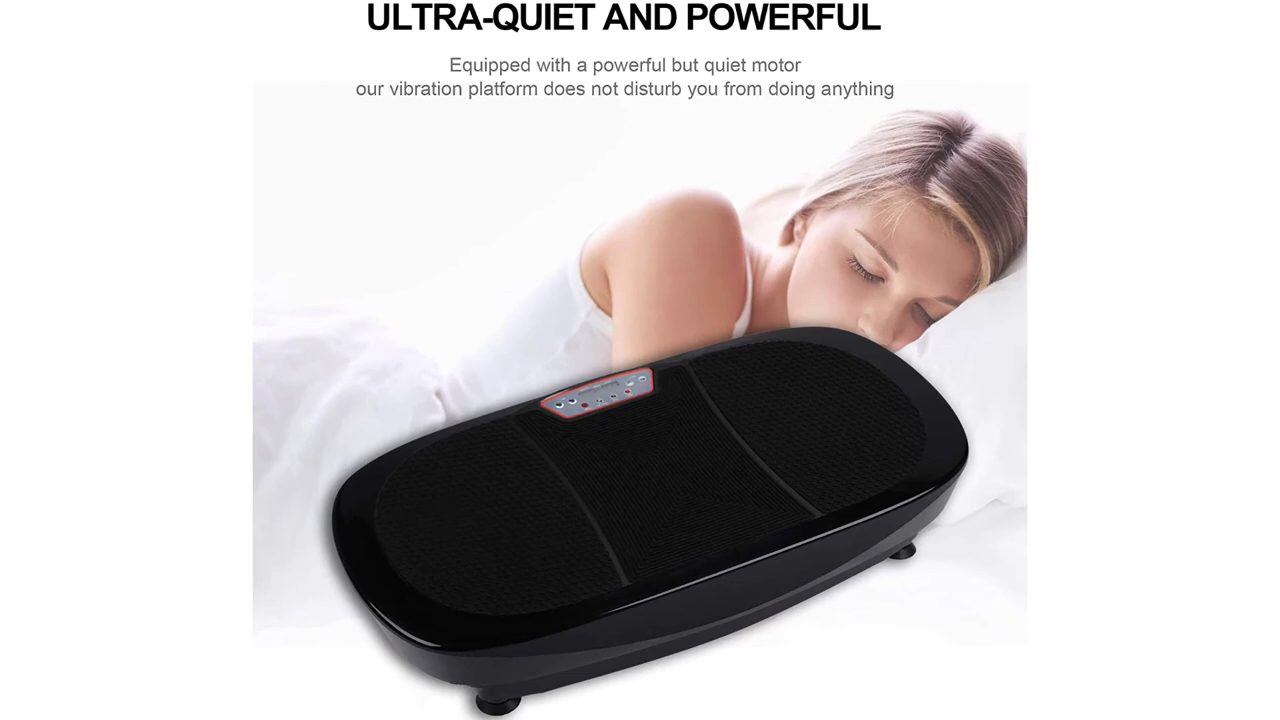 ULTRA-QUIET AND POWERFUL
Equipped with a powerful but quiet motor
our vibration platform does not disturb you from doing anything